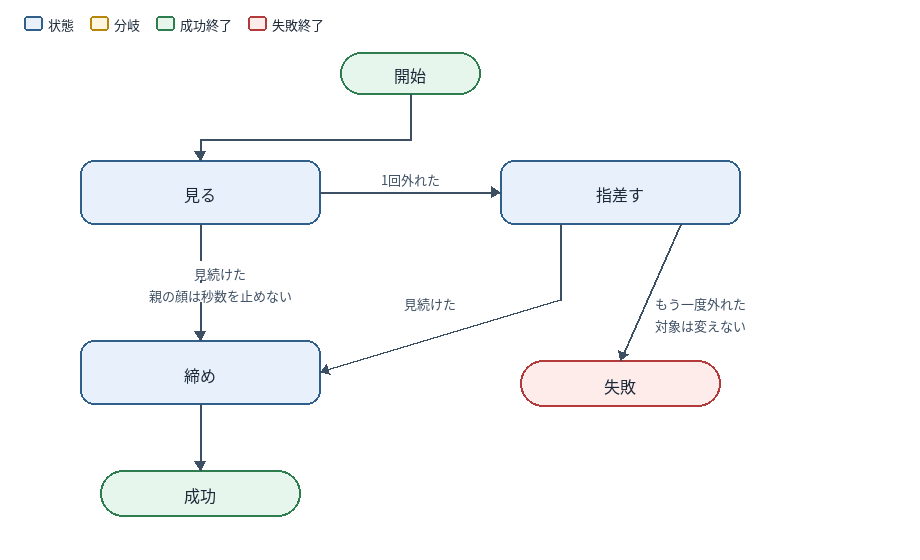 状態
分岐
成功終了
失敗終了
開始
見る
1回外れた
指差す
見続けた
親の顔は秒数を止めない
見続けた
もう一度外れた
対象は変えない
締め
失敗
成功